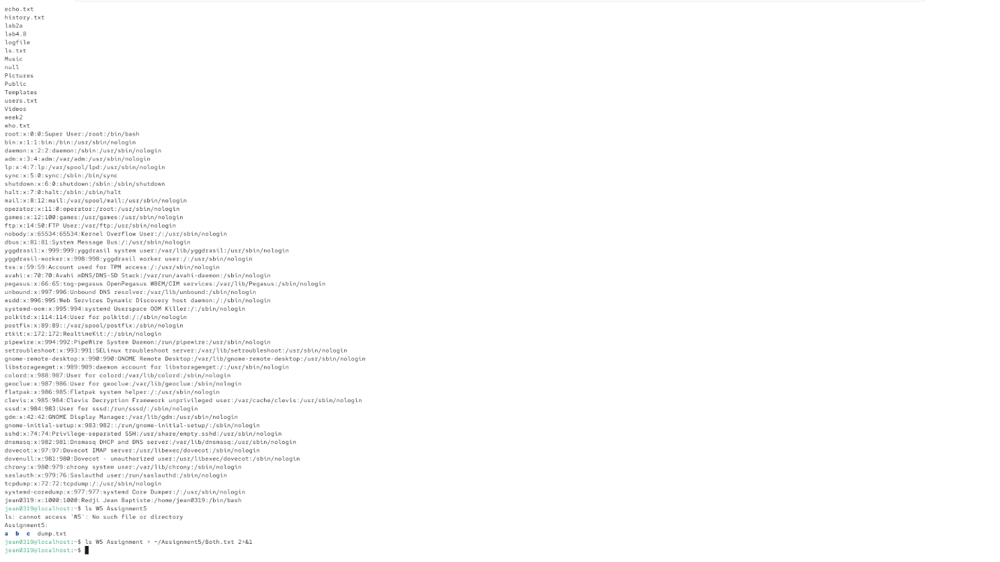 echo.txt
history.txt
lab2a
lab4.8
logfile
ls.txt
Music
null
Pictures
Public
Templates
users.txt
Videos
week2
who.txt
root:x:0:0:Super User:/root:/bin/bash
bin:x:1:1:bin:/bin:/usr/sbin/nologin
daemon:x:2:2:daemon:/sbin:/usr/sbin/nologin
adm:x:3:4:adm:/var/adm:/usr/sbin/nologin
lp:x:4:7:lp:/var/spool/lpd:/usr/sbin/nologin
sync:x:5:0:sync:/sbin:/bin/sync
shutdown:x:6:0:shutdown:/sbin:/sbin/shutdown
halt:x:7:0:halt:/sbin:/sbin/halt
mail:x:8:12:mail:/var/spool/mail:/usr/sbin/nologin
operator:x:11:0:operator:/root:/usr/sbin/nologin
games:x:12:100:games:/usr/games:/usr/sbin/nologin
ftp:x:14:50:FTP User:/var/ftp:/usr/sbin/nologin
nobody:x:65534:65534:Kernel Overflow User:/:/usr/sbin/nologin
dbus:x:81:81:System Message Bus:/:/usr/sbin/nologin
yggdrasil:x:999:999:yggdrasil system user:/var/lib/yggdrasil:/usr/sbin/nologin
yggdrasil-worker:x:998:998:yggdrasil worker user:/:/usr/sbin/nologin
tss:x:59:59:Account used for TPM access:/:/usr/sbin/nologin
avahi:x:70:70:Avahi mDNS/DNS-SD Stack:/var/run/avahi-daemon:/sbin/nologin
pegasus:x:66:65:tog-pegasus OpenPegasus WBEM/CIM services:/var/lib/Pegasus:/sbin/nologin
unbound:x:997:996:Unbound DNS resolver:/var/lib/unbound:/sbin/nologin
wsdd:x:996:995:Web Services Dynamic Discovery host daemon:/:/sbin/nologin
systemd-oom:x:995:994:systemd Userspace OOM Killer:/:/sbin/nologin
polkitd:x:114:114:User for polkitd:/:/sbin/nologin
postfix:x:89:89::/var/spool/postfix:/sbin/nologin
rtkit:x:172:172:RealtimeKit:/:/sbin/nologin
pipewire:x:994:992:PipeWire System Daemon:/run/pipewire:/usr/sbin/nologin
setroubleshoot:x:993:991:SELinux troubleshoot server:/var/lib/setroubleshoot:/usr/sbin/nologin
gnome-remote-desktop:x:990:990:GNOME Remote Desktop:/var/lib/gnome-remote-desktop:/usr/sbin/nologin
libstoragemgmt:x:989:989:daemon account for libstoragemgmt:/:/usr/sbin/nologin
colord:x:988:987:User for colord:/var/lib/colord:/sbin/nologin
geoclue:x:987:986:User for geoclue:/var/lib/geoclue:/sbin/nologin
flatpak:x:986:985:Flatpak system helper:/:/usr/sbin/nologin
clevis:x:985:984:Clevis Decryption Framework unprivileged user:/var/cache/clevis:/usr/sbin/nologin
sssd:x:984:983:User for sssd:/run/sssd/:/sbin/nologin
gdm:x:42:42:GNOME Display Manager:/var/lib/gdm:/usr/sbin/nologin
gnome-initial-setup:x:983:982::/run/gnome-initial-setup/:/sbin/nologin
sshd:x:74:74:Privilege-separated SSH:/usr/share/empty.sshd:/usr/sbin/nologin
dnsmasq:x:982:981:Dnsmasq DHCP and DNS server:/var/lib/dnsmasq:/usr/sbin/nologin
dovecot:x:97:97:Dovecot IMAP server:/usr/libexec/dovecot:/sbin/nologin
dovenull:x:981:980:Dovecot - unauthorized user:/usr/libexec/dovecot:/sbin/nologin
chrony:x:980:979:chrony system user:/var/lib/chrony:/sbin/nologin
saslauth:x:979:76:Saslauthd user:/run/saslauthd:/sbin/nologin
tcpdump:x:72:72:tcpdump:/:/usr/sbin/nologin
systemd-coredump:x:977:977:systemd Core Dumper:/:/usr/sbin/nologin
jean0319:x:1000:1000:Redji Jean Baptiste:/home/jean0319:/bin/bash
jean0319@localhost:~$ ls W5 Assignment5
ls: cannot access 'W5': No such file or directory
Assignment5:
a  b  c  dump.txt
jean0319@localhost:~$ ls W5 Assignment > ~/Assignment5/Both.txt 2>&1
jean0319@localhost:~$